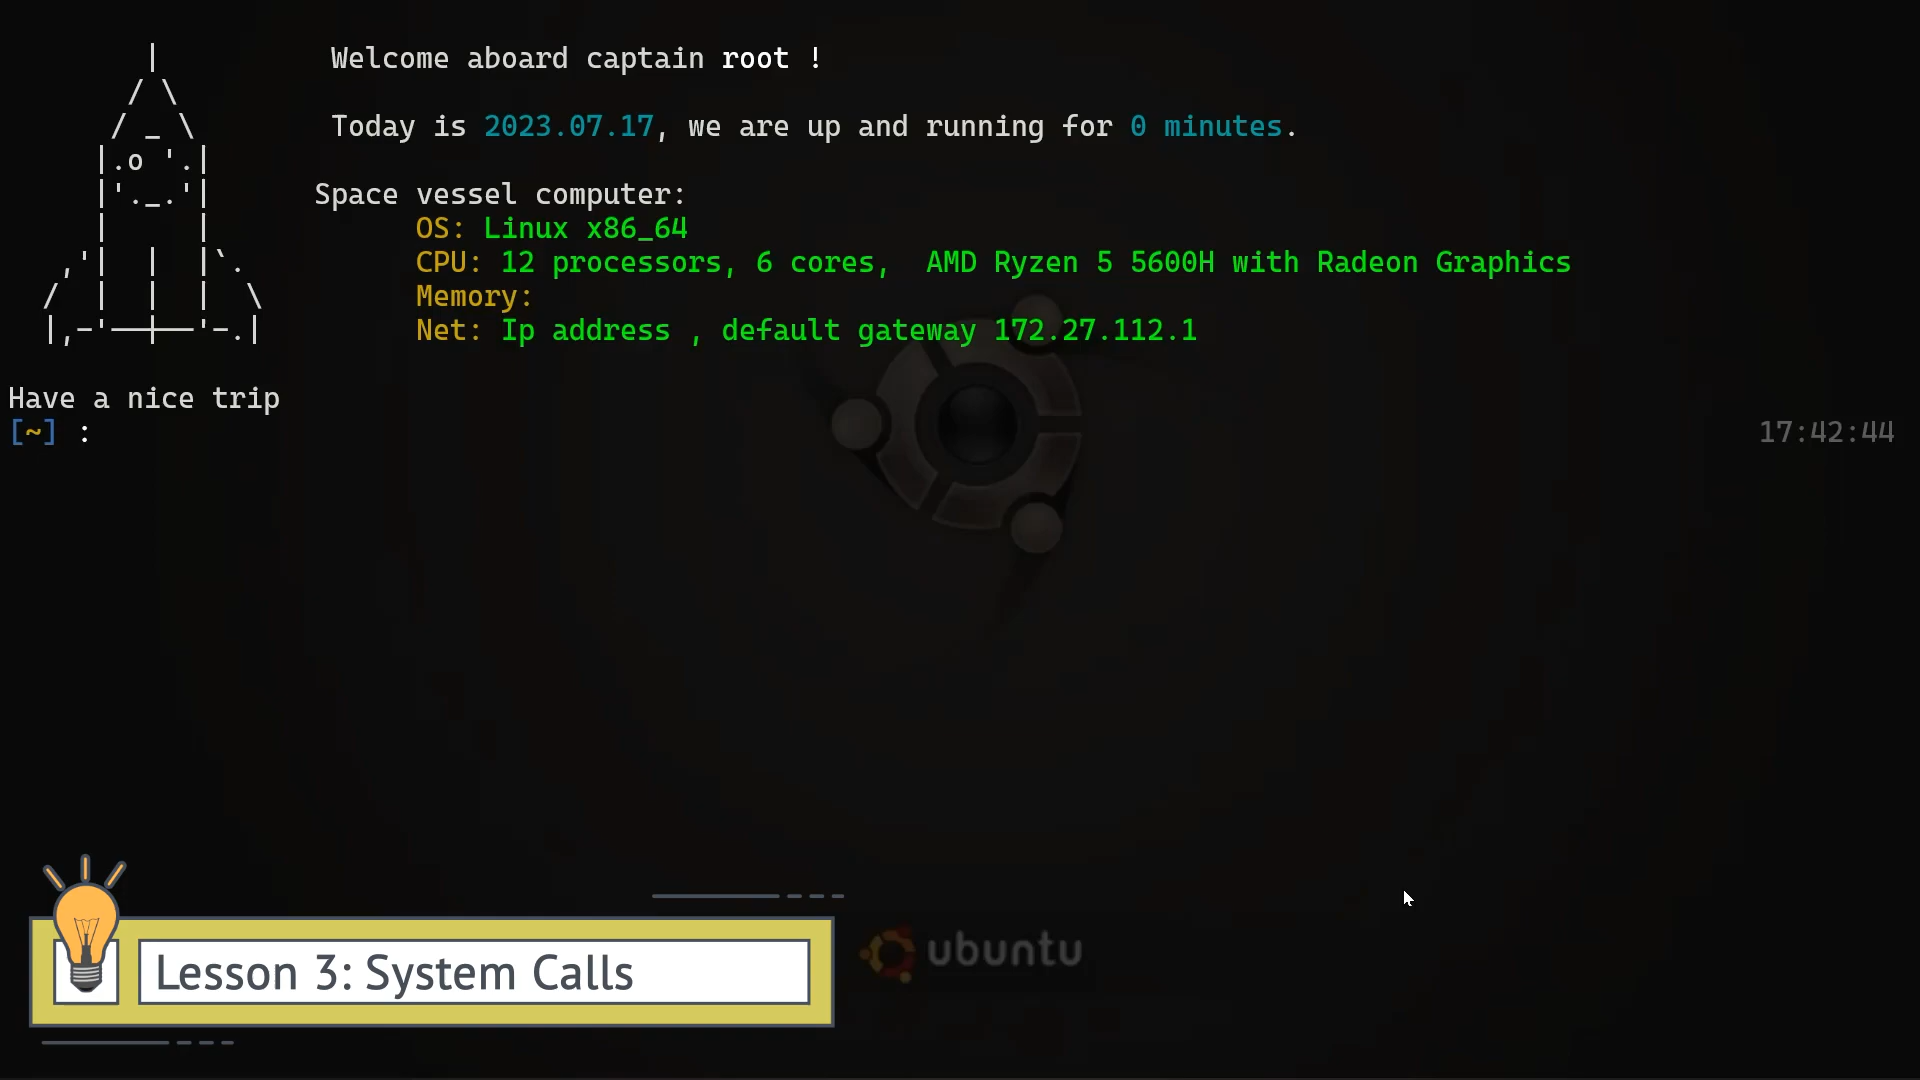 Welcome aboard captain root !
Today is 2023.07.17, we are up and running for 0 minutes.
Space vessel computer:
OS: Linux x86_64
CPU: 12 processors, 6 cores,  AMD Ryzen 5 5600H with Radeon Graphics
Memory:
Net: Ip address , default gateway 172.27.112.1
Have a nice trip
[~] :
17:42:44
Lesson 3: System Calls
ubuntu